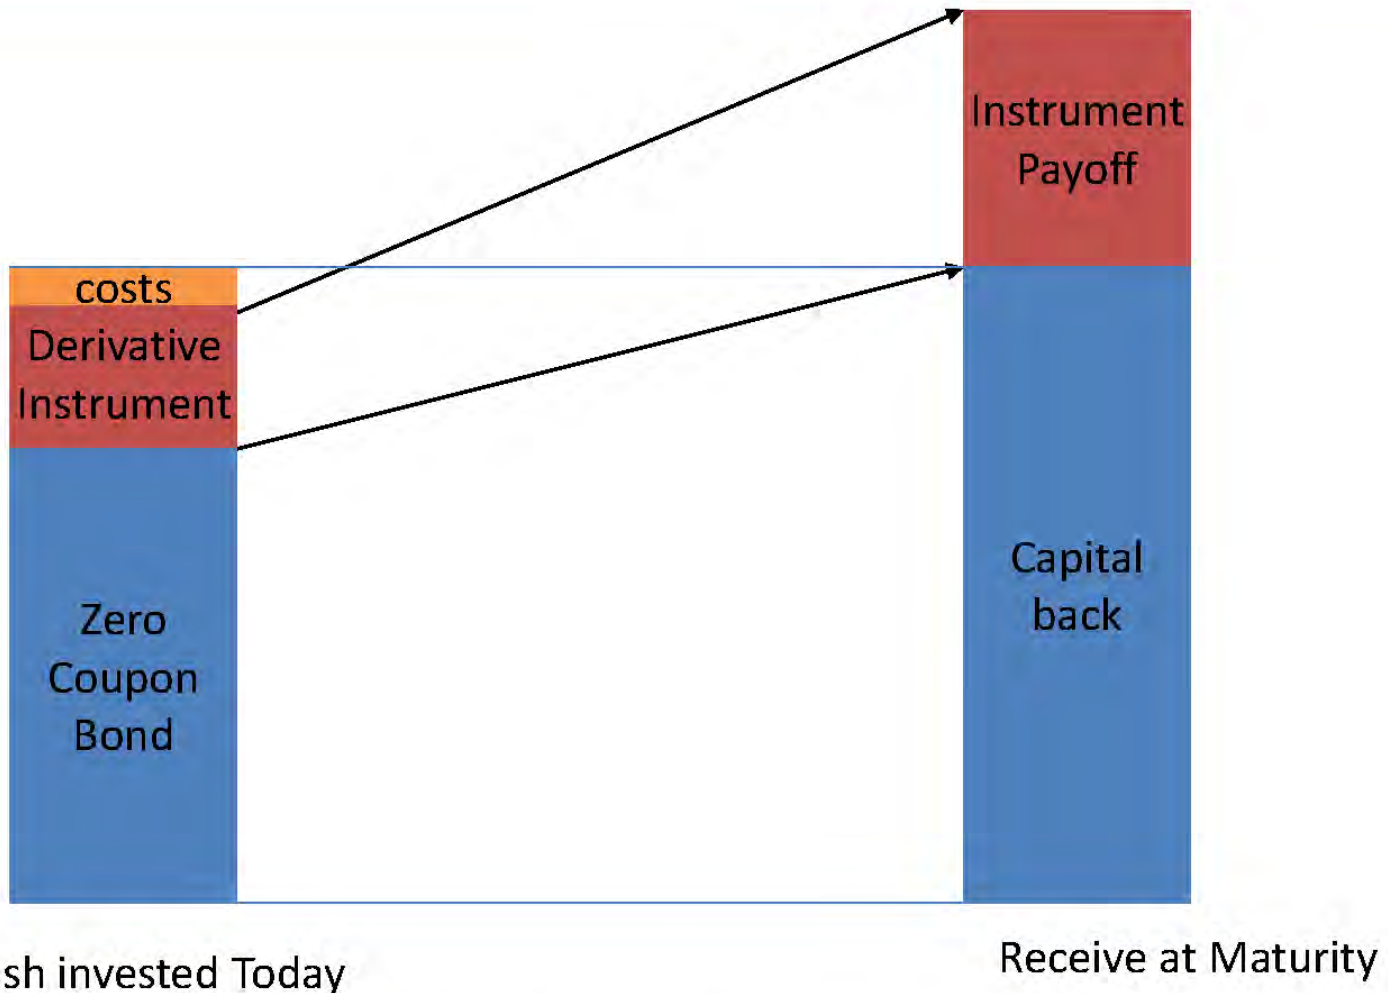 Instrument
Payoff
costs
Derivative
Instrument
Capital
back
Zero
Coupon
Bond
sh invested Today
Receive at Maturity